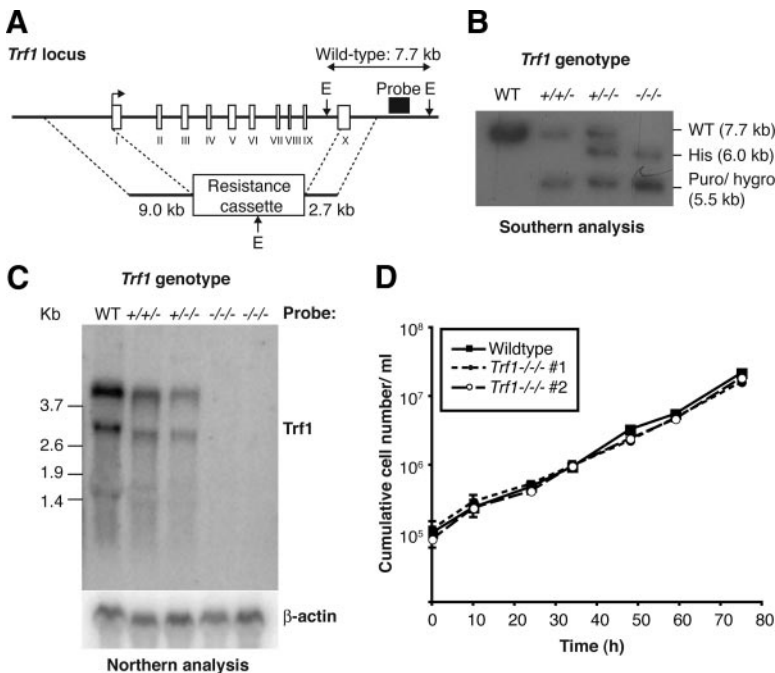 A
Trf1 locus
Wild-type: 7.7 kb
E
Probe
E
I
II
III
IV
V
VI
VII
VIII
IX
X
9.0 kb
Resistance
cassette
2.7 kb
E
B
Trf1 genotype
WT +/+/- +/-/- -/-/-
WT (7.7 kb)
His (6.0 kb)
Puro/ hygro
(5.5 kb)
Southern analysis
C
Trf1 genotype
Kb WT +/+/- +/-/- -/-/- -/-/- Probe:
3.7
2.6
1.9
1.4
Trf1
β-actin
Northern analysis
D
Cumulative cell number/ ml
10⁸
10⁷
10⁶
10⁵
Wildtype
Trf1-/-/- #1
Trf1-/-/- #2
0 10 20 30 40 50 60 70 80
Time (h)